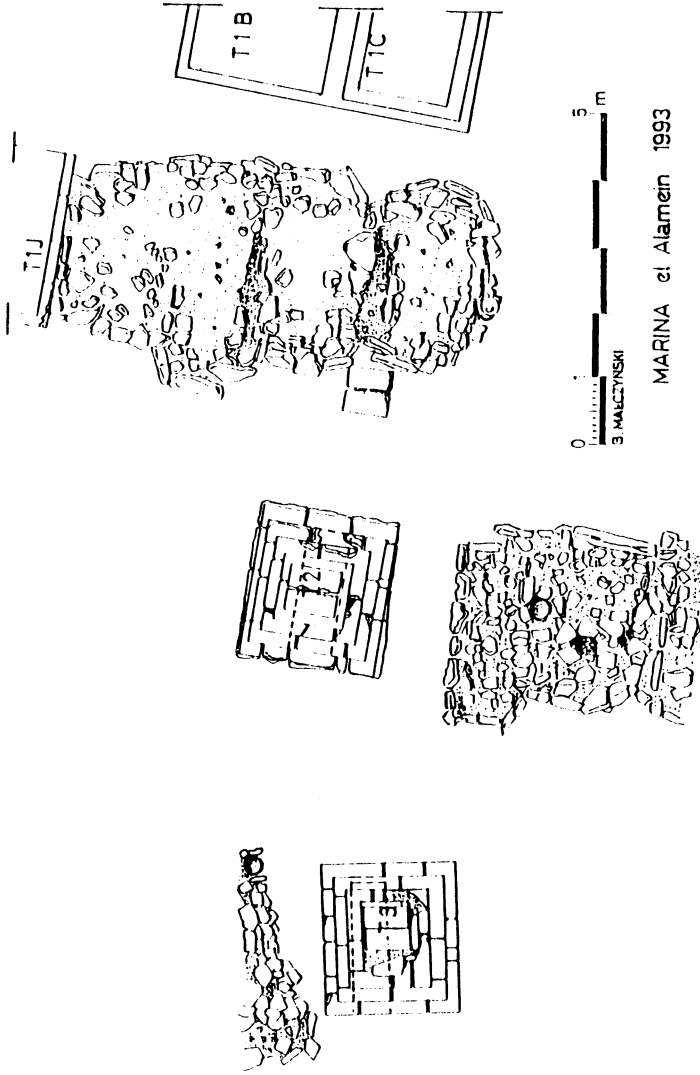 T1B
T1C
T1J
T2
T3
0 1 5 m
3. MAŁCZYŃSKI
MARINA el Alamein 1993